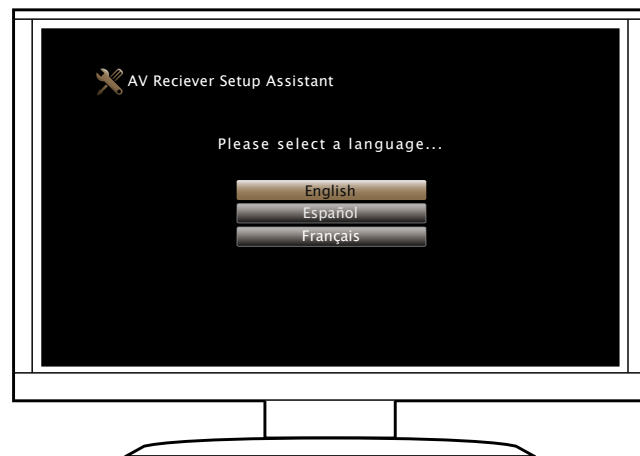 AV Reciever Setup Assistant
Please select a language...
English
Español
Français